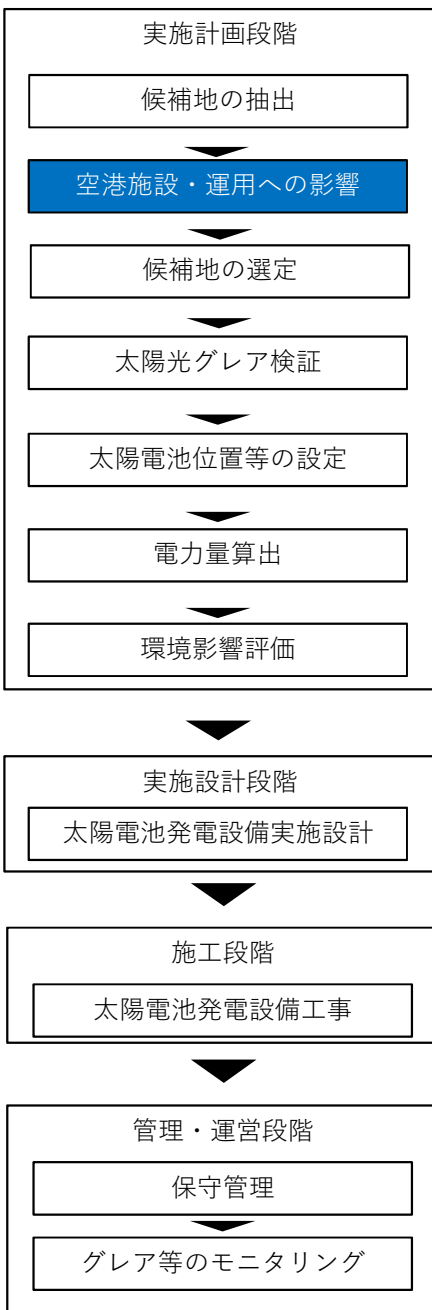 実施計画段階
候補地の抽出
空港施設・運用への影響
候補地の選定
太陽光グレア検証
太陽電池位置等の設定
電力量算出
環境影響評価
実施設計段階
太陽電池発電設備実施設計
施工段階
太陽電池発電設備工事
管理・運営段階
保守管理
グレア等のモニタリング